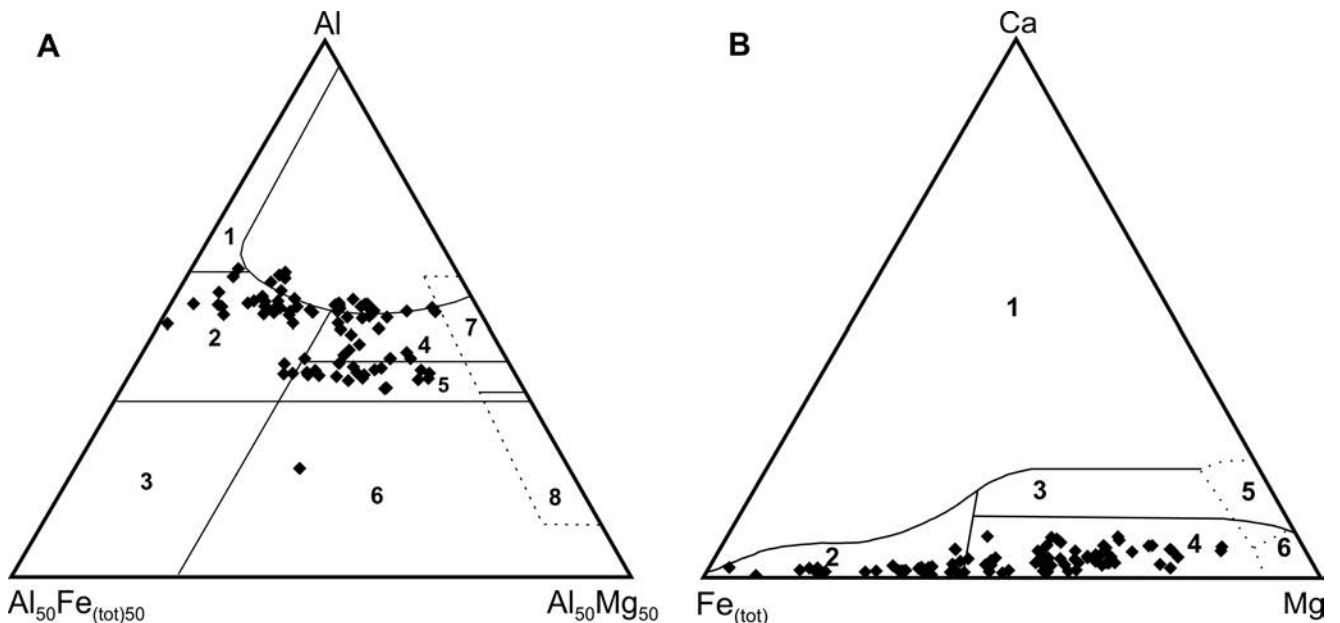 A
Al
1
2
3
4
5
6
7
8
Al₅₀Fe₍tot₎₅₀
Al₅₀Mg₅₀
B
Ca
1
2
3
4
5
6
Fe₍tot₎
Mg